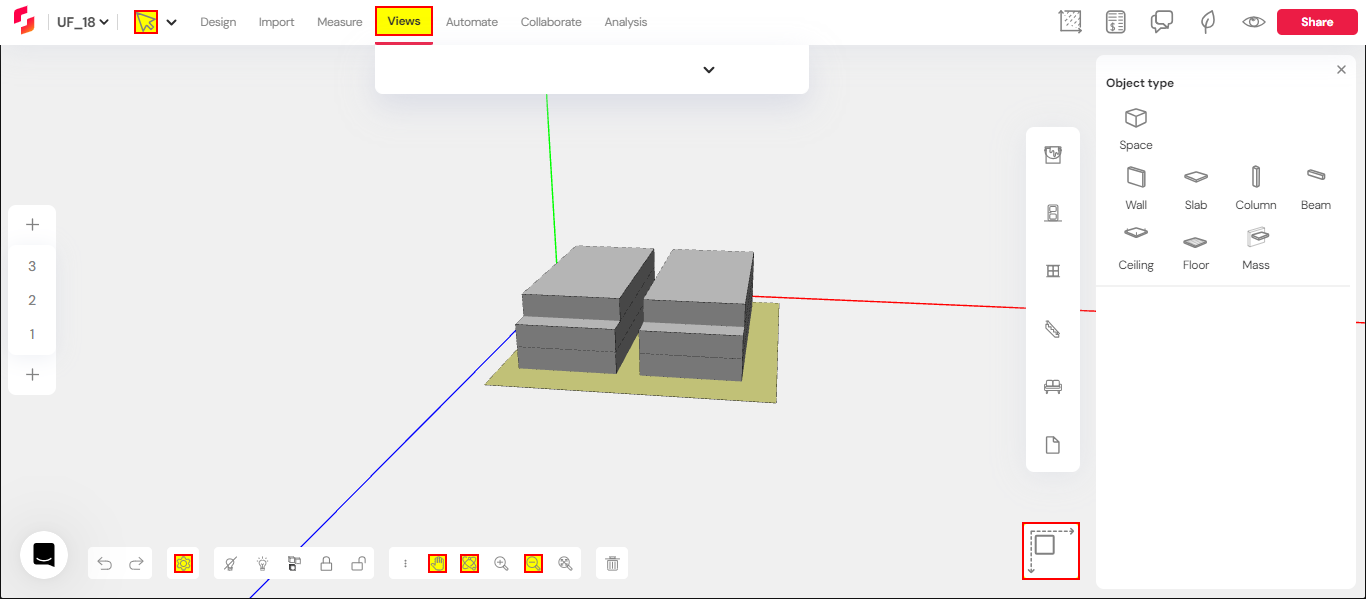 UF_18
Design
Import
Measure
Views
Automate
Collaborate
Analysis
Share
Object type
Space
Wall
Slab
Column
Beam
Ceiling
Floor
Mass
3
2
1